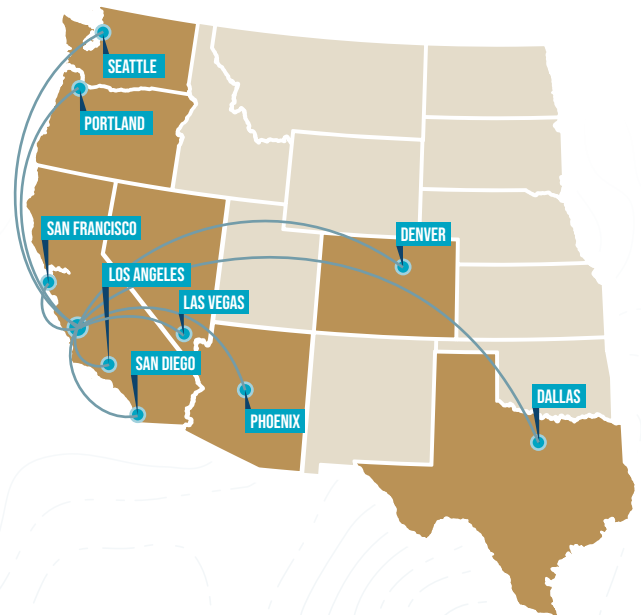 SEATTLE
PORTLAND
SAN FRANCISCO
DENVER
LOS ANGELES
LAS VEGAS
SAN DIEGO
DALLAS
PHOENIX